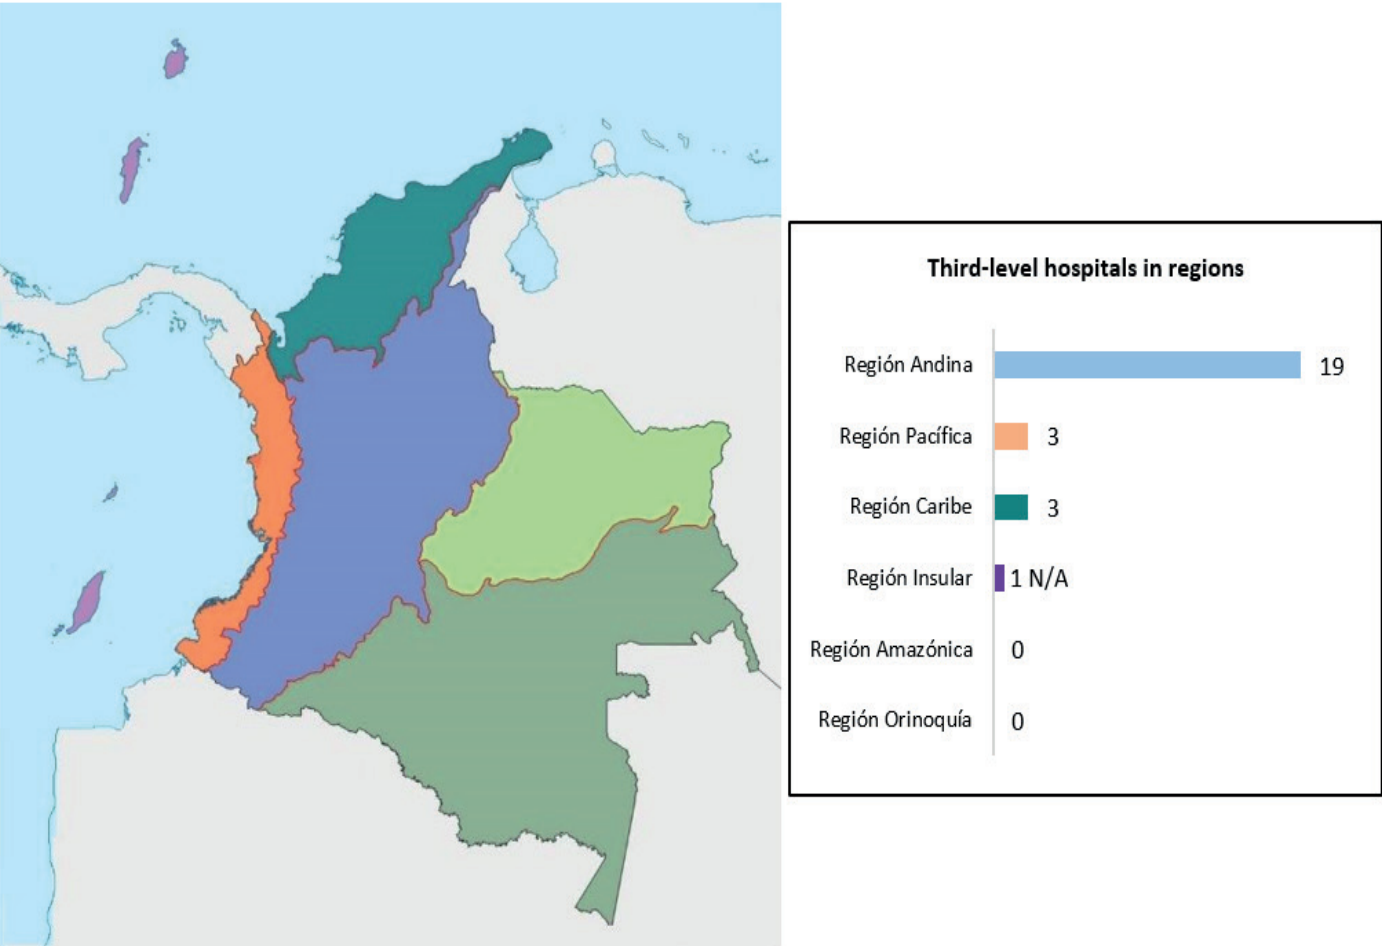 Third-level hospitals in regions
Región Andina 19
Región Pacífica 3
Región Caribe 3
Región Insular 1 N/A
Región Amazónica 0
Región Orinoquía 0